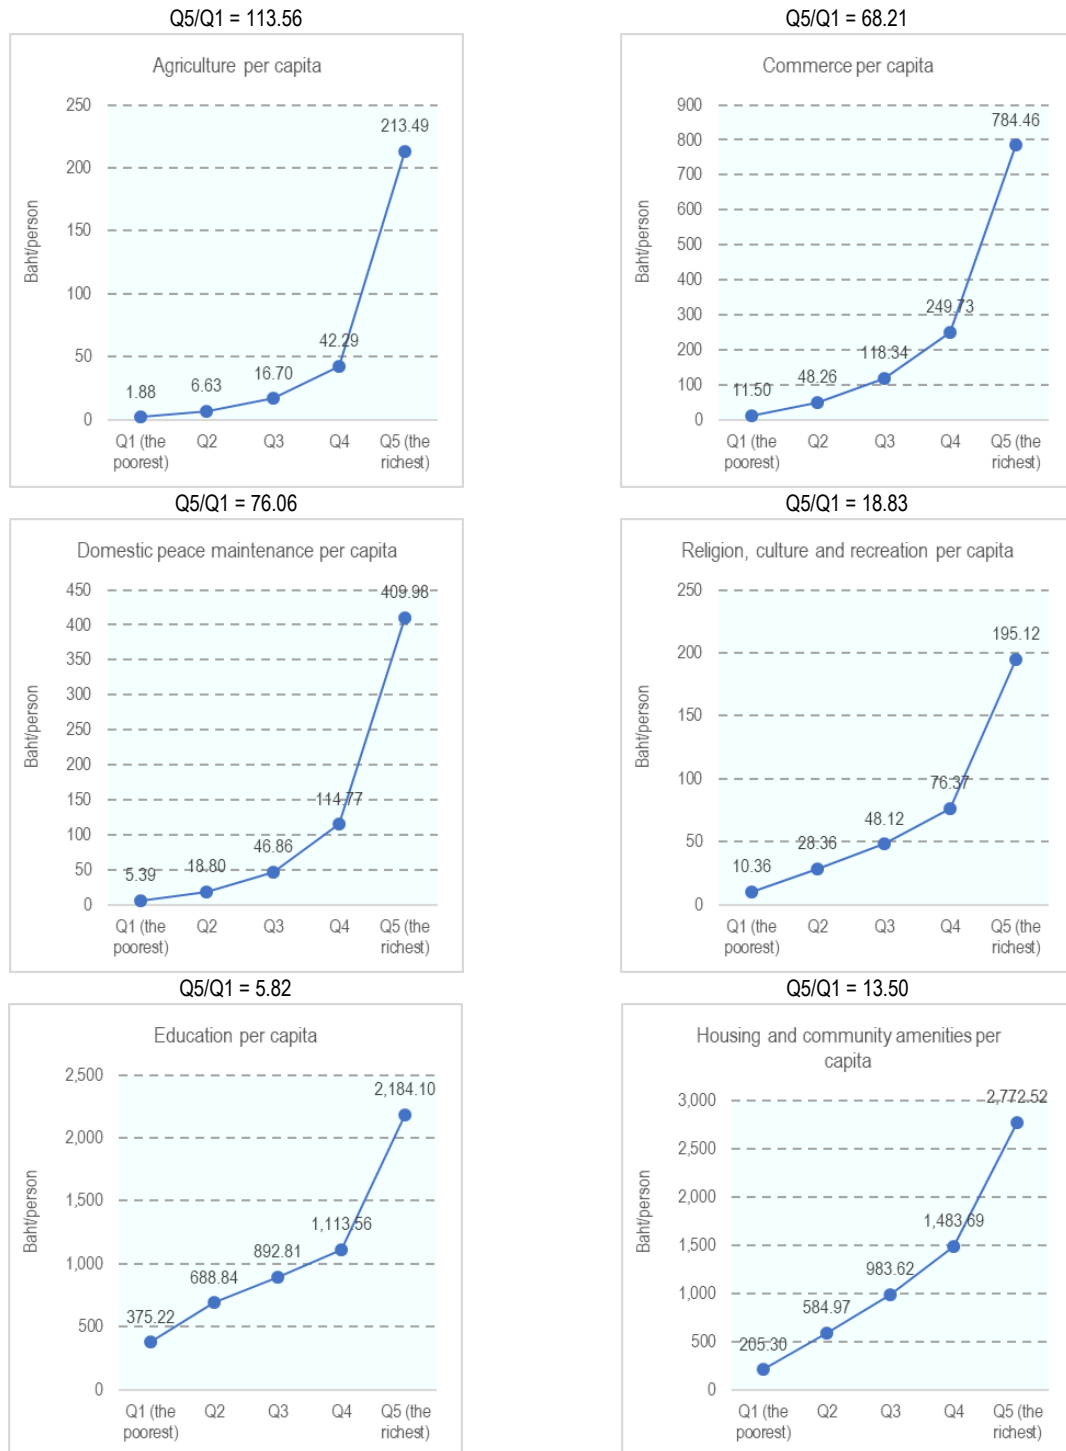 Q5/Q1 = 113.56
Agriculture per capita
Baht/person
250
200
150
100
50
0
1.88
6.63
16.70
42.29
213.49
Q1 (the poorest)
Q2
Q3
Q4
Q5 (the richest)
Q5/Q1 = 68.21
Commerce per capita
Baht/person
900
800
700
600
500
400
300
200
100
0
11.50
48.26
118.34
249.73
784.46
Q1 (the poorest)
Q2
Q3
Q4
Q5 (the richest)
Q5/Q1 = 76.06
Domestic peace maintenance per capita
Baht/person
450
400
350
300
250
200
150
100
50
0
5.39
18.80
46.86
114.77
409.98
Q1 (the poorest)
Q2
Q3
Q4
Q5 (the richest)
Q5/Q1 = 18.83
Religion, culture and recreation per capita
Baht/person
250
200
150
100
50
0
10.36
28.36
48.12
76.37
195.12
Q1 (the poorest)
Q2
Q3
Q4
Q5 (the richest)
Q5/Q1 = 5.82
Education per capita
Baht/person
2,500
2,000
1,500
1,000
500
0
375.22
688.84
892.81
1,113.56
2,184.10
Q1 (the poorest)
Q2
Q3
Q4
Q5 (the richest)
Q5/Q1 = 13.50
Housing and community amenities per
capita
Baht/person
3,000
2,500
2,000
1,500
1,000
500
0
205.30
584.97
983.62
1,483.69
2,772.52
Q1 (the poorest)
Q2
Q3
Q4
Q5 (the richest)